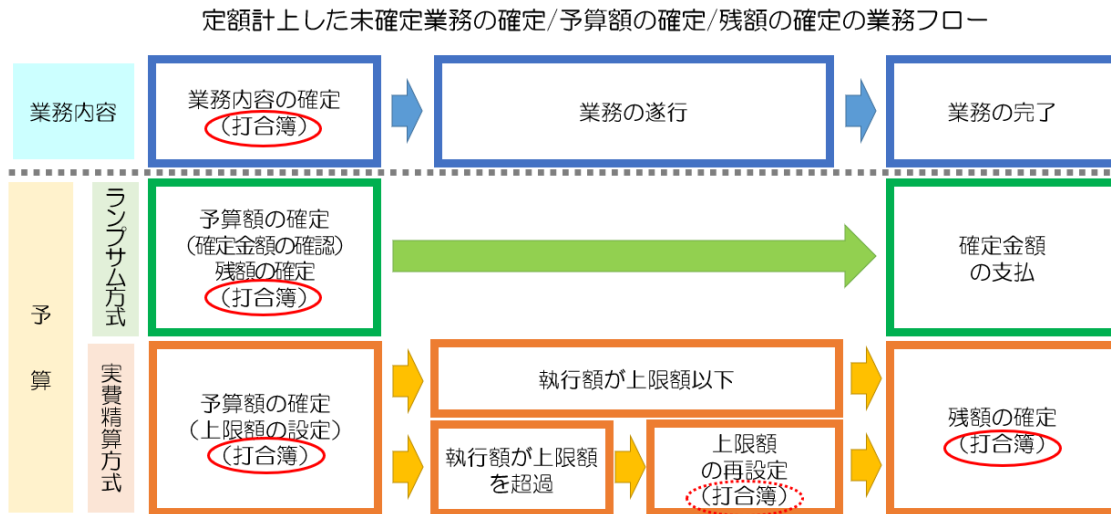 定額計上した未確定業務の確定/予算額の確定/残額の確定の業務フロー
業務内容
業務内容の確定
（打合簿）
業務の遂行
業務の完了
予算
ランプサム方式
予算額の確定
（確定金額の確認）
残額の確定
（打合簿）
確定金額
の支払
実費精算方式
予算額の確定
（上限額の設定）
（打合簿）
執行額が上限額以下
執行額が上限額
を超過
上限額
の再設定
（打合簿）
残額の確定
（打合簿）